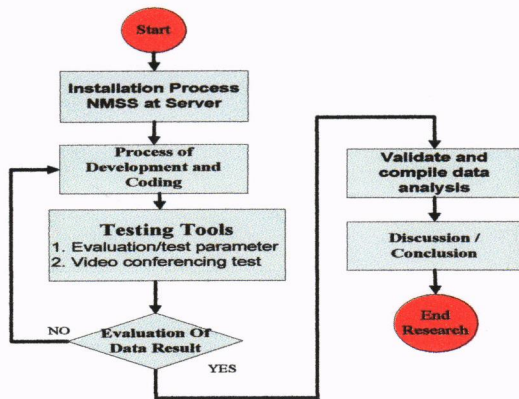 Start
Installation Process
NMSS at Server
Process of
Development and
Coding
Testing Tools
1. Evaluation/test parameter
2. Video conferencing test
Evaluation Of
Data Result
NO
YES
Validate and
compile data
analysis
Discussion /
Conclusion
End
Research